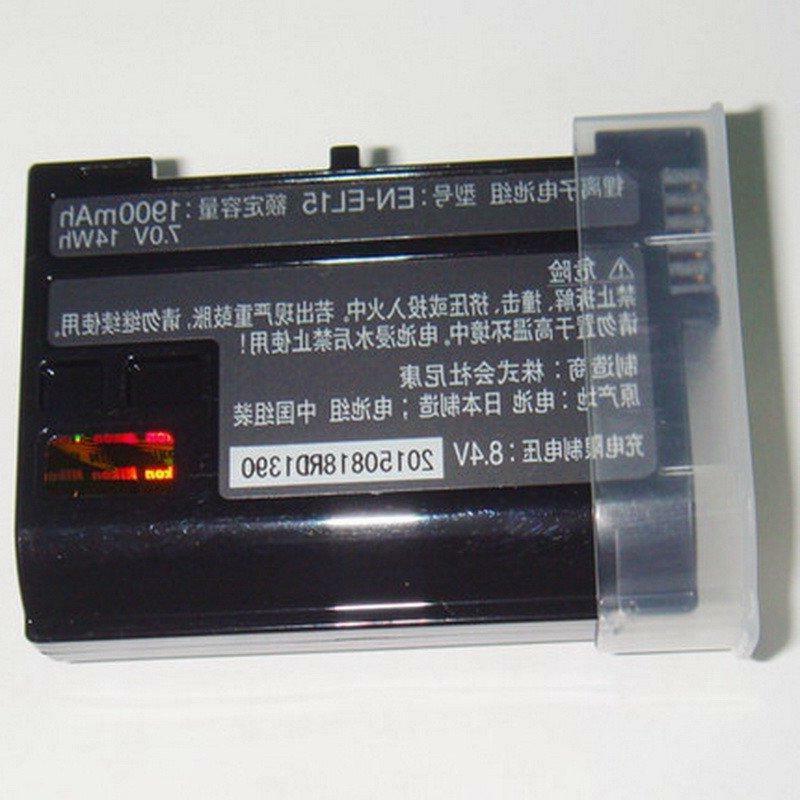 锂离子电池组 型号: EN-EL15 额定容量: 1900mAh
7.0V 14Wh
⚠ 危险
禁止拆解、撞击、挤压或投入火中。若出现严重鼓胀, 请勿继续使用。
请勿置于高温环境中。电池浸水后禁止使用!
制造商: 株式会社尼康
原产地: 电池: 日本制造; 电池组 中国组装
充电限制电压: 8.4V 20150818RD1390
Nikon Nikon